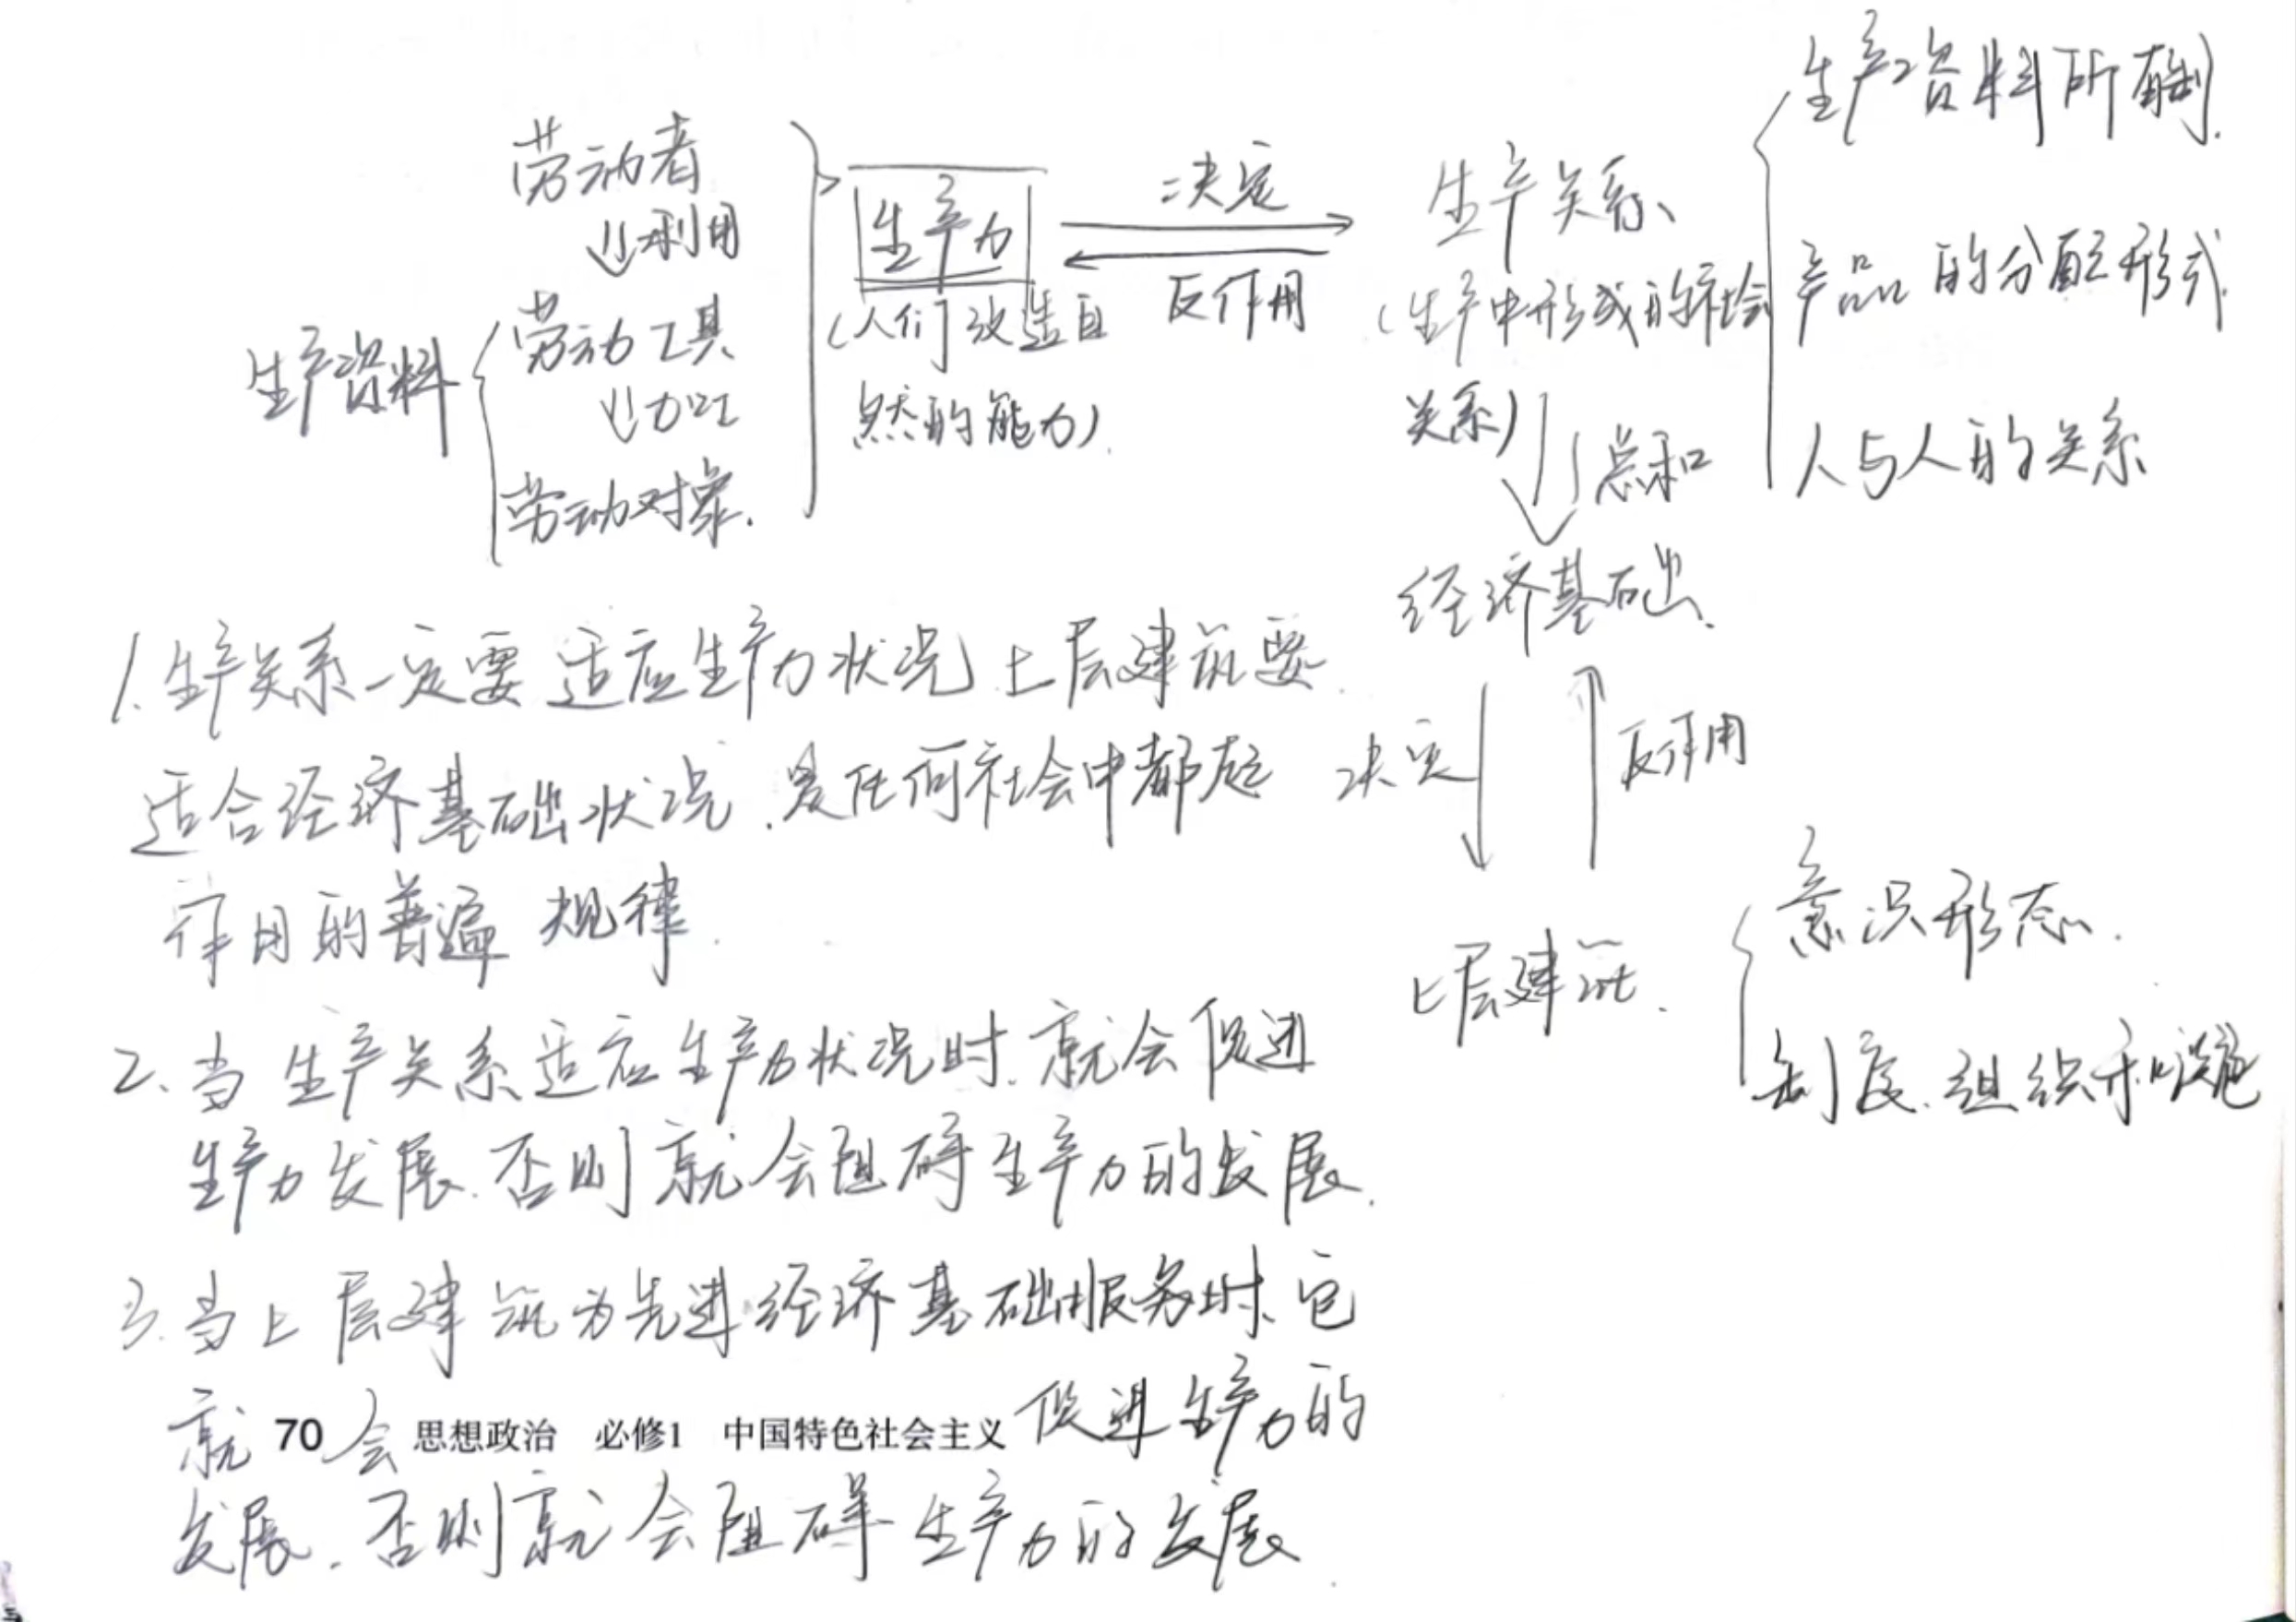 劳动者
↓利用
生产资料
劳动工具
↓加工
劳动对象.
生产力
(人们改造自
然的能力).
决定
反作用
生产关系、
(生产中形成的社会
关系)
生产资料所有制.
产品的分配形式.
人与人的关系
总和
经济基础.
决定
反作用
上层建筑.
意识形态.
制度.组织和设施
1.生产关系一定要适应生产力状况 上层建筑要
适合经济基础状况.是任何社会中都起
作用的普遍规律.
2.当生产关系适应生产力状况时.就会促进
生产力发展.否则就会阻碍生产力的发展.
3.当上层建筑为先进经济基础服务时、它
就会促进生产力的
70 思想政治 必修1 中国特色社会主义
发展.否则就会阻碍生产力的发展.